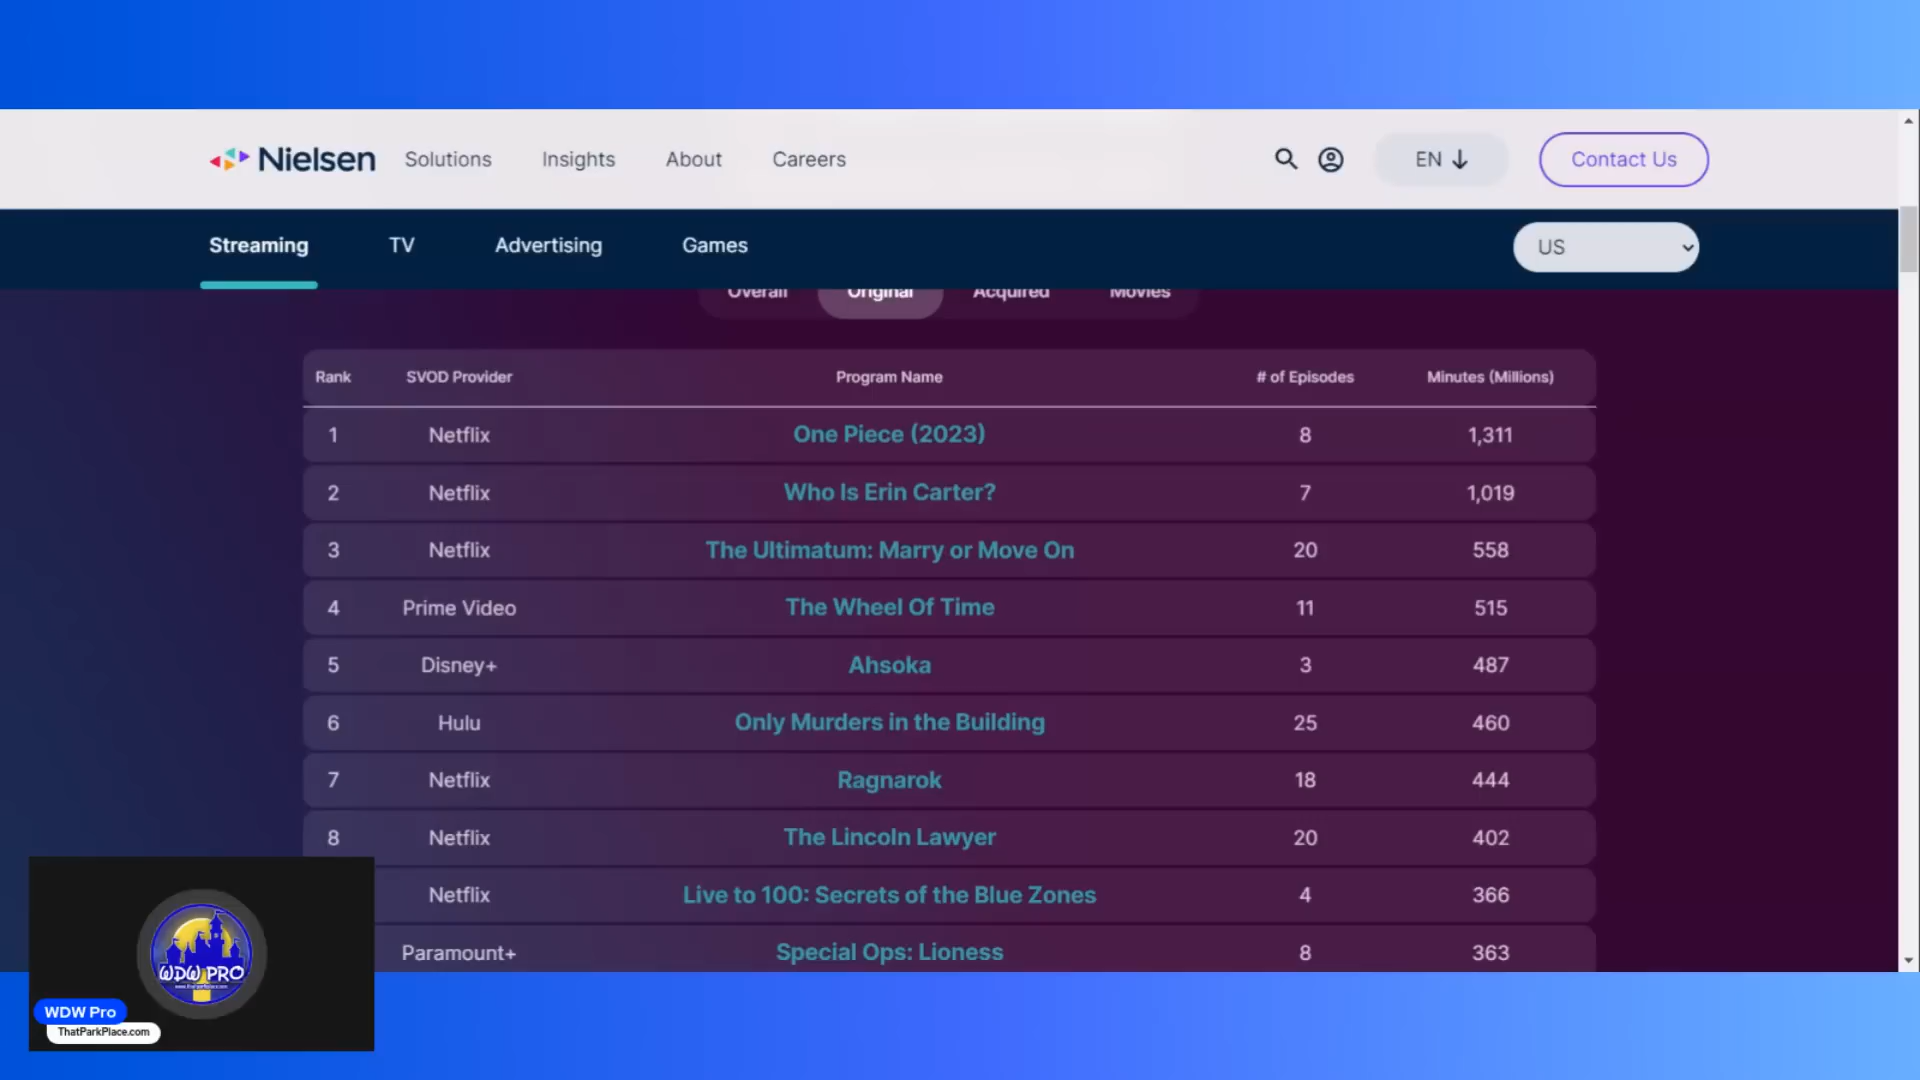 Nielsen Solutions Insights About Careers EN Contact Us
Streaming TV Advertising Games US
Overall Original Acquired Movies
Rank SVOD Provider Program Name # of Episodes Minutes (Millions)
1 Netflix One Piece (2023) 8 1,311
2 Netflix Who Is Erin Carter? 7 1,019
3 Netflix The Ultimatum: Marry or Move On 20 558
4 Prime Video The Wheel Of Time 11 515
5 Disney+ Ahsoka 3 487
6 Hulu Only Murders in the Building 25 460
7 Netflix Ragnarok 18 444
8 Netflix The Lincoln Lawyer 20 402
Netflix Live to 100: Secrets of the Blue Zones 4 366
Paramount+ Special Ops: Lioness 8 363
WDW PRO
WDW Pro
ThatParkPlace.com